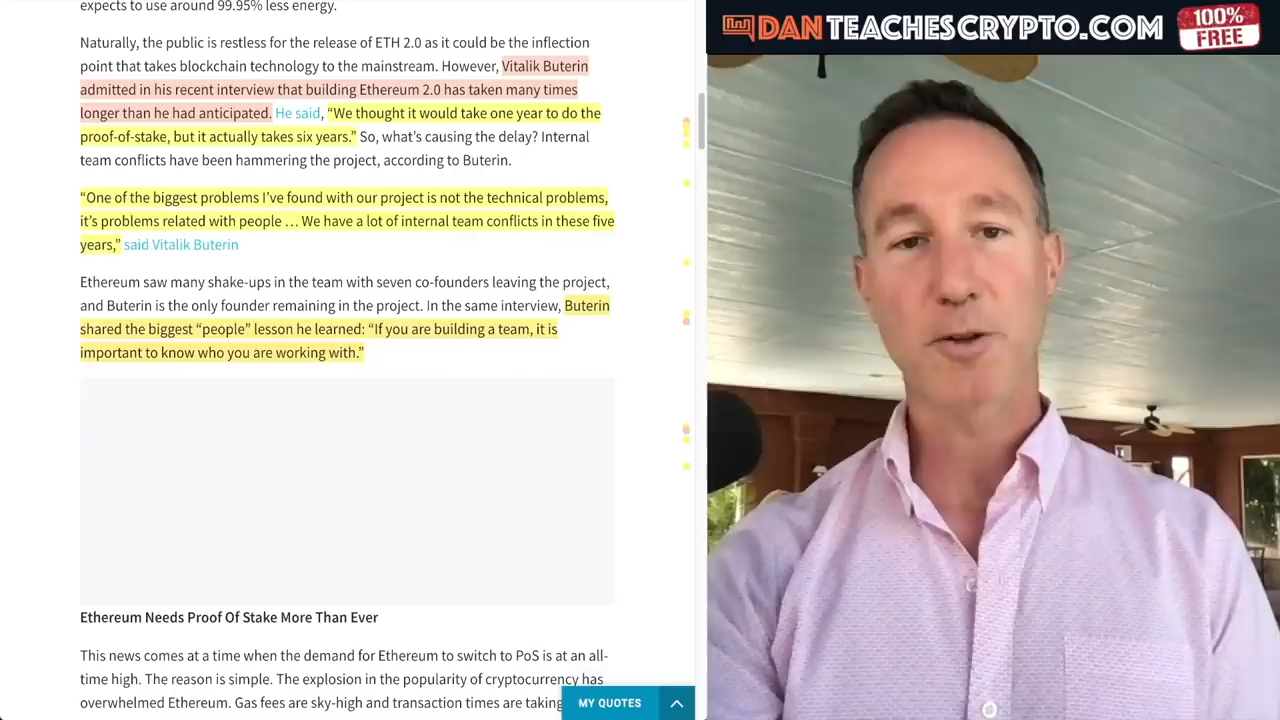 expects to use around 99.95% less energy.
Naturally, the public is restless for the release of ETH 2.0 as it could be the inflection
point that takes blockchain technology to the mainstream. However, Vitalik Buterin
admitted in his recent interview that building Ethereum 2.0 has taken many times
longer than he had anticipated. He said, “We thought it would take one year to do the
proof-of-stake, but it actually takes six years.” So, what’s causing the delay? Internal
team conflicts have been hammering the project, according to Buterin.
“One of the biggest problems I’ve found with our project is not the technical problems,
it’s problems related with people … We have a lot of internal team conflicts in these five
years,” said Vitalik Buterin
Ethereum saw many shake-ups in the team with seven co-founders leaving the project,
and Buterin is the only founder remaining in the project. In the same interview, Buterin
shared the biggest “people” lesson he learned: “If you are building a team, it is
important to know who you are working with.”
Ethereum Needs Proof Of Stake More Than Ever
This news comes at a time when the demand for Ethereum to switch to PoS is at an all-
time high. The reason is simple. The explosion in the popularity of cryptocurrency has
overwhelmed Ethereum. Gas fees are sky-high and transaction times are taking
MY QUOTES
DANTEACHESCRYPTO.COM
100%
FREE